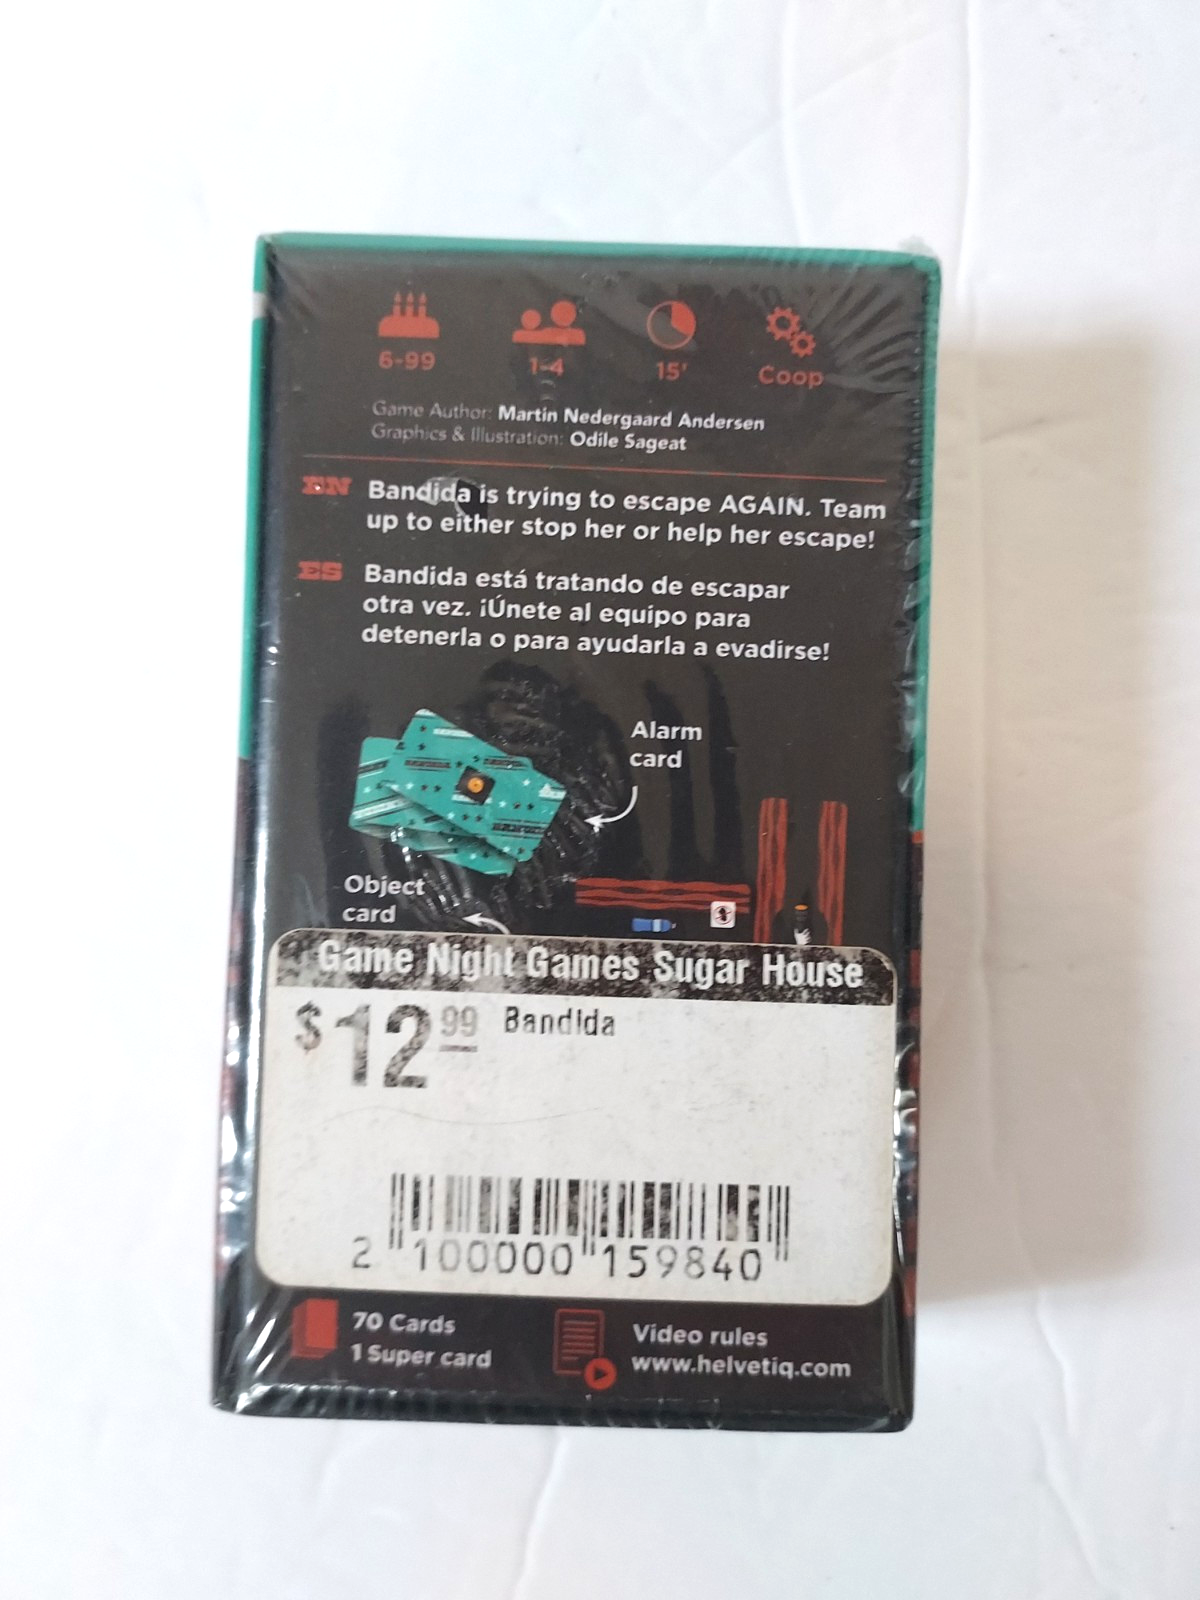 6-99
1-4
15'
Coop
Game Author: Martin Nedergaard Andersen
Graphics & Illustration: Odile Sageat
EN
Bandida is trying to escape AGAIN. Team
up to either stop her or help her escape!
ES
Bandida está tratando de escapar
otra vez. ¡Únete al equipo para
detenerla o para ayudarla a evadirse!
Alarm
card
Object
card
Game Night Games Sugar House
$12.99 Bandida
2 100000 159840
70 Cards
1 Super card
Video rules
www.helvetiq.com